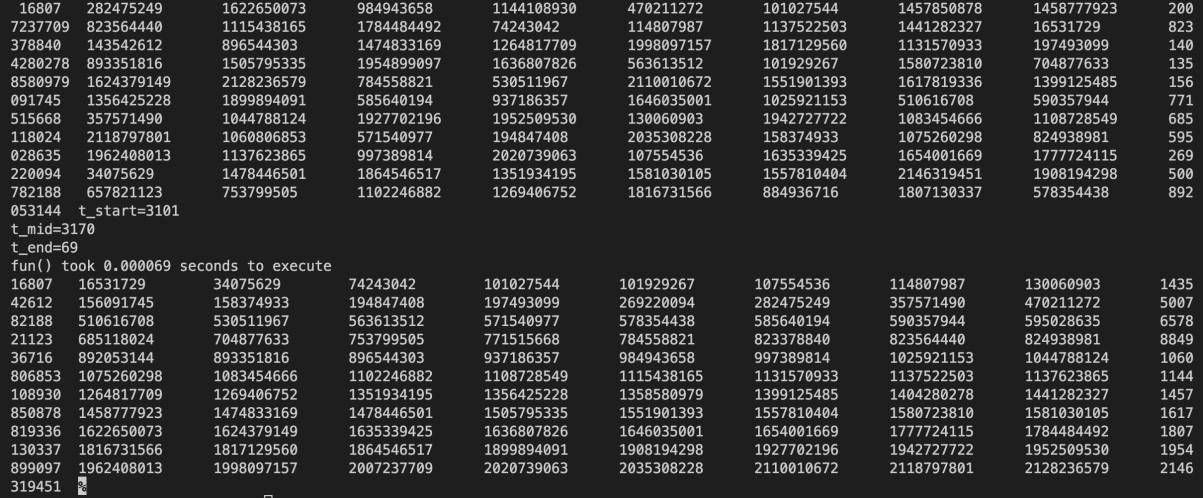 16807 282475249 1622650073 984943658 1144108930 470211272 101027544 1457850878 1458777923 200
7237709 823564440 1115438165 1784484492 74243042 114807987 1137522503 1441282327 16531729 823
378840 143542612 896544303 1474833169 1264817709 1998097157 1817129560 1131570933 197493099 140
4280278 893351816 1505795335 1954899097 1636807826 563613512 101929267 1580723810 704877633 135
8580979 1624379149 2128236579 784558821 530511967 2110010672 1551901393 1617819336 1399125485 156
091745 1356425228 1899894091 585640194 937186357 1646035001 1025921153 510616708 590357944 771
515668 357571490 1044788124 1927702196 1952509530 130060903 1942727722 1083454666 1108728549 685
118024 2118797801 1060806853 571540977 194847408 2035308228 158374933 1075260298 824938981 595
028635 1962408013 1137623865 997389814 2020739063 107554536 1635339425 1654001669 1777724115 269
220094 34075629 1478446501 1864546517 1351934195 1581030105 1557810404 2146319451 1908194298 500
782188 657821123 753799505 1102246882 1269406752 1816731566 884936716 1807130337 578354438 892
053144 t_start=3101
t_mid=3170
t_end=69
fun() took 0.000069 seconds to execute
16807 16531729 34075629 74243042 101027544 101929267 107554536 114807987 130060903 1435
42612 156091745 158374933 194847408 197493099 269220094 282475249 357571490 470211272 5007
82188 510616708 530511967 563613512 571540977 578354438 585640194 590357944 595028635 6578
21123 685118024 704877633 753799505 771515668 784558821 823378840 823564440 824938981 8849
36716 892053144 893351816 896544303 937186357 984943658 997389814 1025921153 1044788124 1060
806853 1075260298 1083454666 1102246882 1108728549 1115438165 1131570933 1137522503 1137623865 1144
108930 1264817709 1269406752 1351934195 1356425228 1358580979 1399125485 1404280278 1441282327 1457
850878 1458777923 1474833169 1478446501 1505795335 1551901393 1557810404 1580723810 1581030105 1617
819336 1622650073 1624379149 1635339425 1636807826 1646035001 1654001669 1777724115 1784484492 1807
130337 1816731566 1817129560 1864546517 1899894091 1908194298 1927702196 1942727722 1952509530 1954
899097 1962408013 1998097157 2007237709 2020739063 2035308228 2110010672 2118797801 2128236579 2146
319451 %